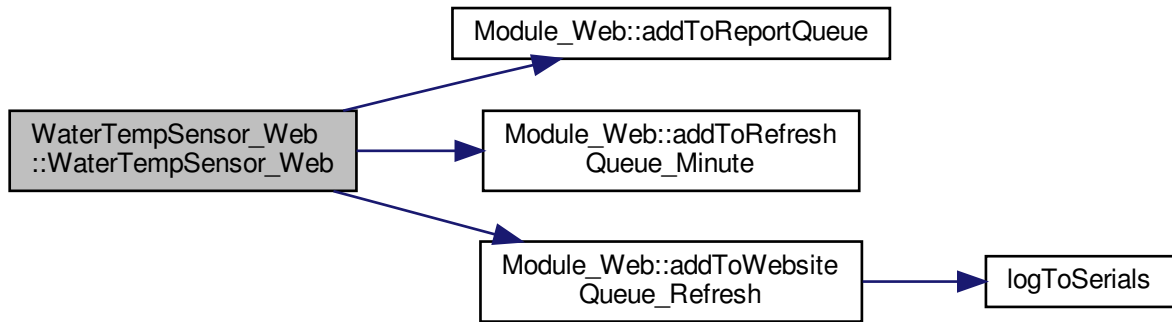 Module_Web::addToReportQueue
WaterTempSensor_Web
::WaterTempSensor_Web
Module_Web::addToRefresh
Queue_Minute
Module_Web::addToWebsite
Queue_Refresh
logToSerials